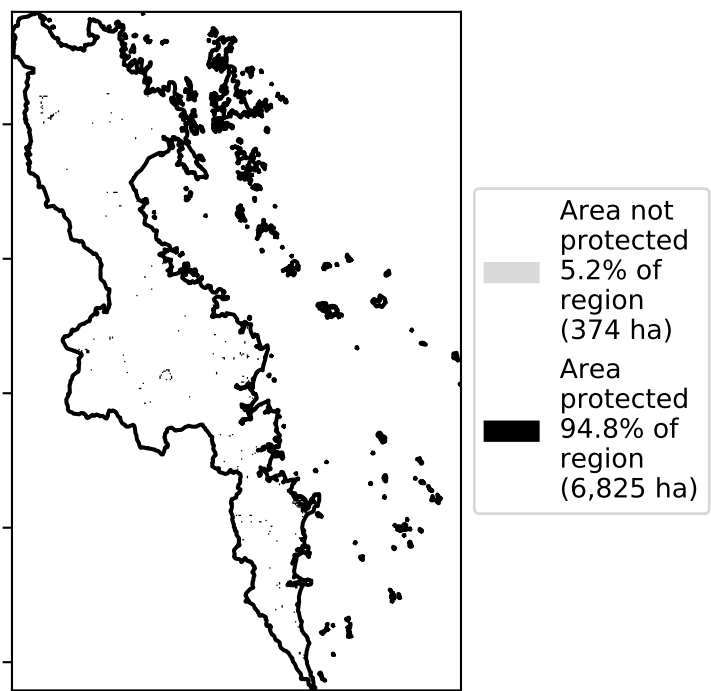 Area not
protected
5.2% of
region
(374 ha)
Area
protected
94.8% of
region
(6,825 ha)